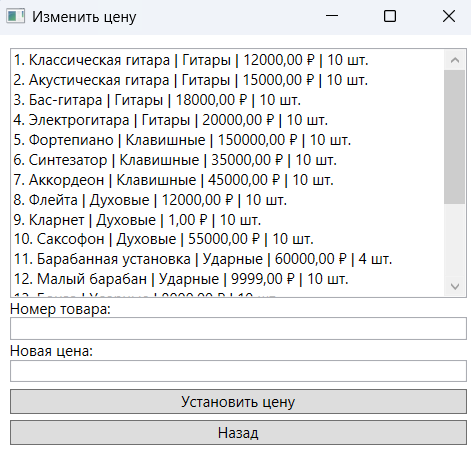 Изменить цену
1. Классическая гитара | Гитары | 12000,00 ₽ | 10 шт.
2. Акустическая гитара | Гитары | 15000,00 ₽ | 10 шт.
3. Бас-гитара | Гитары | 18000,00 ₽ | 10 шт.
4. Электрогитара | Гитары | 20000,00 ₽ | 10 шт.
5. Фортепиано | Клавишные | 150000,00 ₽ | 10 шт.
6. Синтезатор | Клавишные | 35000,00 ₽ | 10 шт.
7. Аккордеон | Клавишные | 45000,00 ₽ | 10 шт.
8. Флейта | Духовые | 12000,00 ₽ | 10 шт.
9. Кларнет | Духовые | 1,00 ₽ | 10 шт.
10. Саксофон | Духовые | 55000,00 ₽ | 10 шт.
11. Барабанная установка | Ударные | 60000,00 ₽ | 4 шт.
12. Малый барабан | Ударные | 9999,00 ₽ | 10 шт.
Номер товара:
Новая цена:
Установить цену
Назад